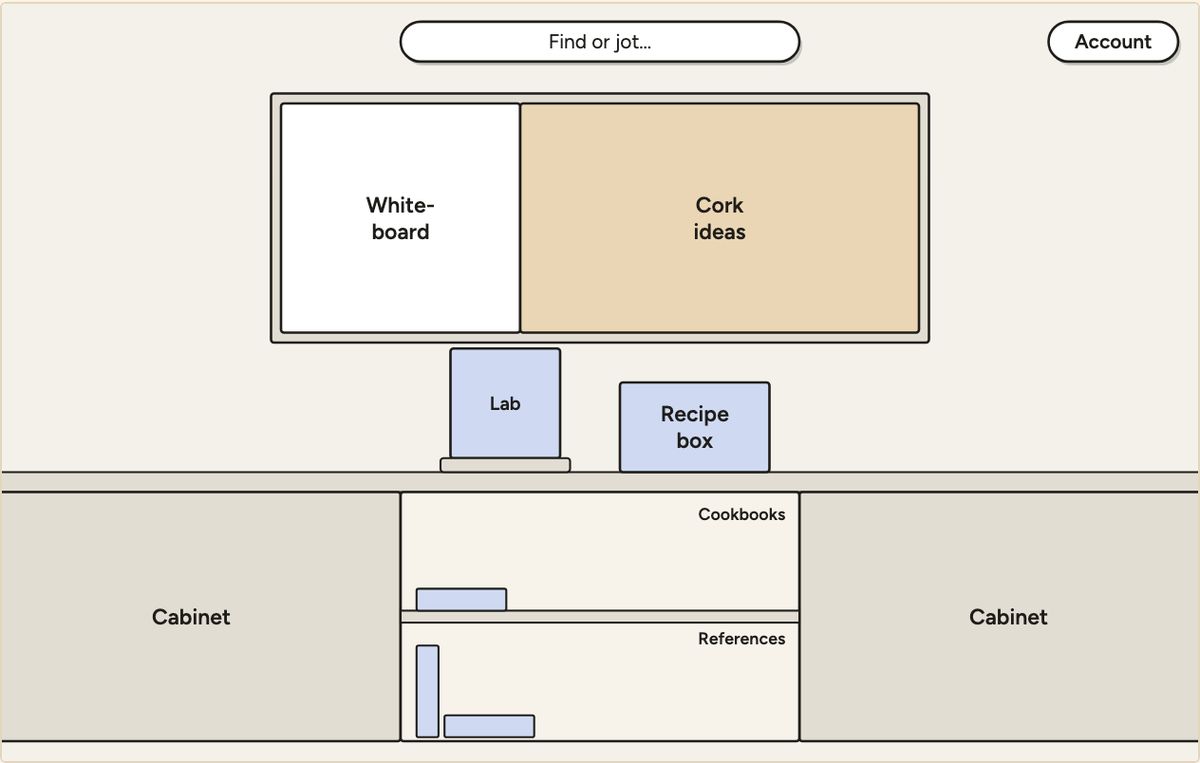 Find or jot...
Account
White-
board
Cork
ideas
Lab
Recipe
box
Cookbooks
Cabinet
Cabinet
References